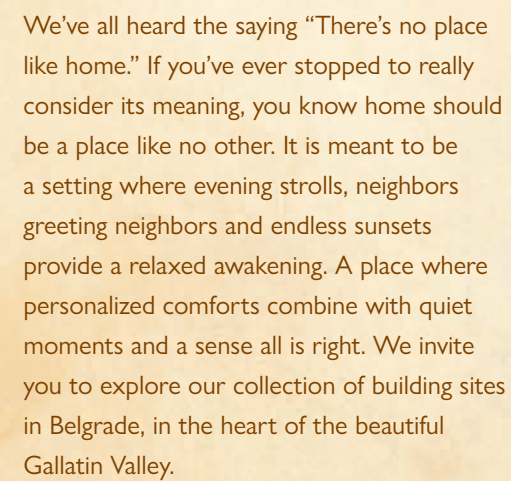 We’ve all heard the saying “There’s no place
like home.” If you’ve ever stopped to really
consider its meaning, you know home should
be a place like no other. It is meant to be
a setting where evening strolls, neighbors
greeting neighbors and endless sunsets
provide a relaxed awakening. A place where
personalized comforts combine with quiet
moments and a sense all is right. We invite
you to explore our collection of building sites
in Belgrade, in the heart of the beautiful
Gallatin Valley.